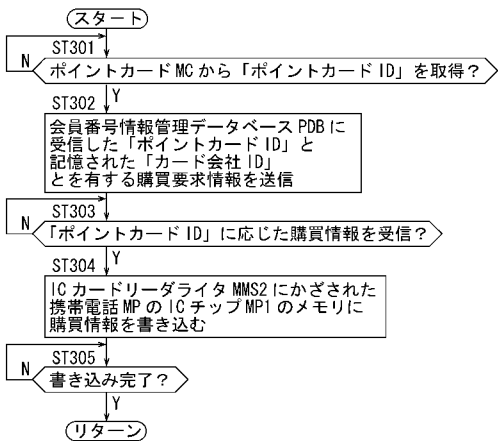 スタート
ST301
N
ポイントカードMCから「ポイントカードID」を取得？
Y
ST302
会員番号情報管理データベースPDBに
受信した「ポイントカードID」と
記憶された「カード会社ID」
とを有する購買要求情報を送信
ST303
N
「ポイントカードID」に応じた購買情報を受信？
Y
ST304
ICカードリーダライタMMS2にかざされた
携帯電話MPのICチップMP1のメモリに
購買情報を書き込む
ST305
N
書き込み完了？
Y
リターン